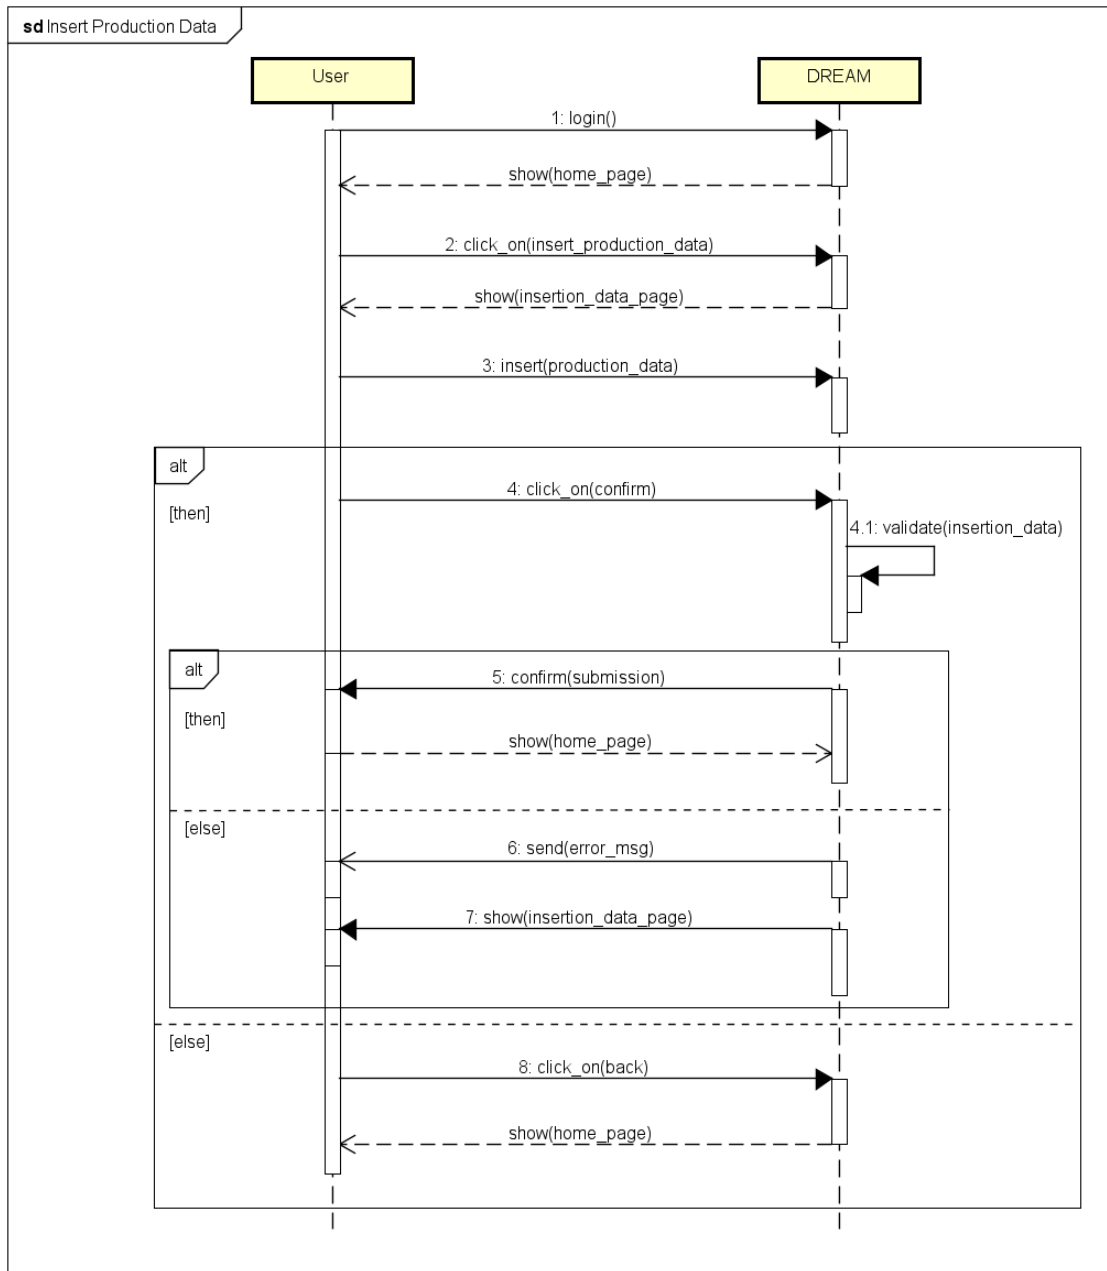 sd Insert Production Data
User
DREAM
1: login()
show(home_page)
2: click_on(insert_production_data)
show(insertion_data_page)
3: insert(production_data)
alt
4: click_on(confirm)
[then]
4.1: validate(insertion_data)
alt
5: confirm(submission)
[then]
show(home_page)
[else]
6: send(error_msg)
7: show(insertion_data_page)
[else]
8: click_on(back)
show(home_page)